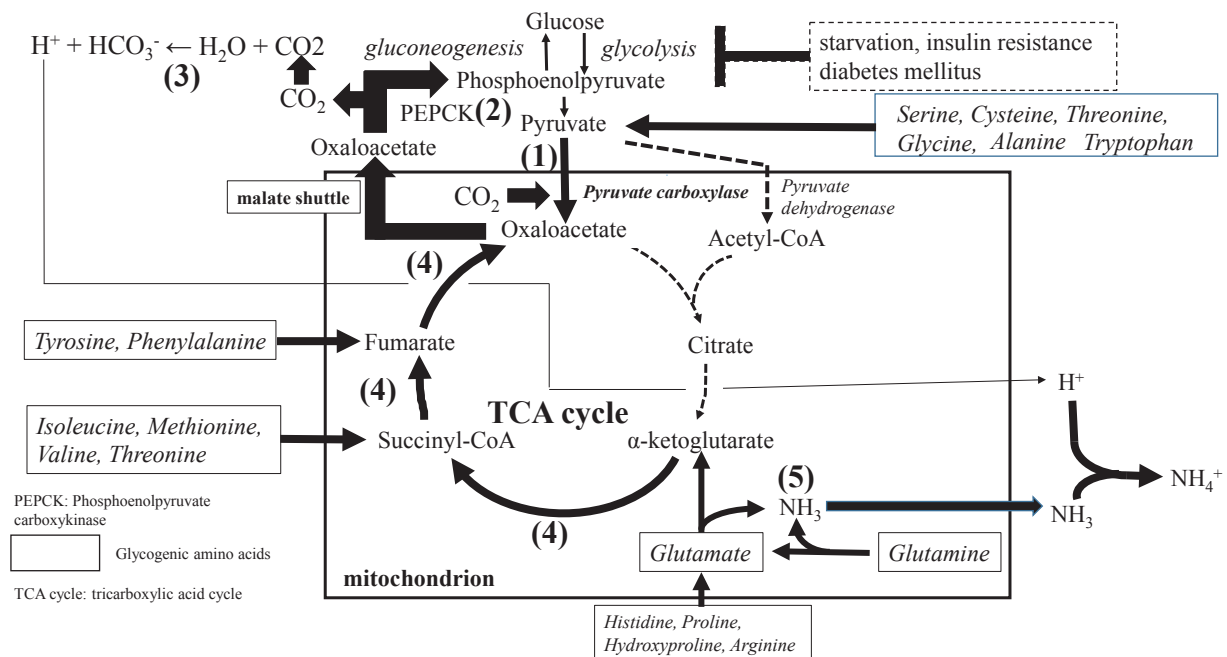 Glucose
H⁺ + HCO₃⁻ ← H₂O + CO2
gluconeogenesis
glycolysis
starvation, insulin resistance
diabetes mellitus
(3)
CO₂
Phosphoenolpyruvate
PEPCK(2)
Pyruvate
Serine, Cysteine, Threonine,
Glycine, Alanine Tryptophan
Oxaloacetate
(1)
malate shuttle
CO₂
Pyruvate carboxylase
Pyruvate
dehydrogenase
Oxaloacetate
Acetyl-CoA
(4)
Tyrosine, Phenylalanine
Fumarate
Citrate
(4)
H⁺
TCA cycle
Isoleucine, Methionine,
Valine, Threonine
Succinyl-CoA
α-ketoglutarate
(5)
NH₄⁺
PEPCK: Phosphoenolpyruvate
carboxykinase
NH₃
NH₃
(4)
Glycogenic amino acids
Glutamate
Glutamine
mitochondrion
TCA cycle: tricarboxylic acid cycle
Histidine, Proline,
Hydroxyproline, Arginine